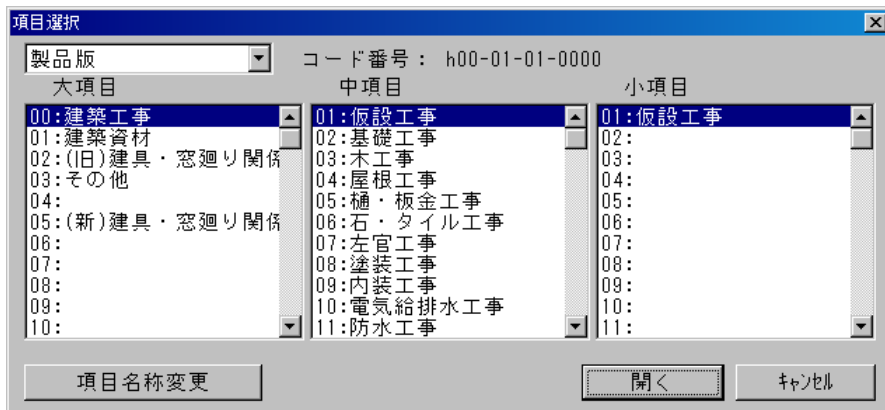 項目選択
製品版
コード番号： h00-01-01-0000
大項目
中項目
小項目
00:建築工事
01:建築資材
02:(旧)建具・窓廻り関係
03:その他
04:
05:(新)建具・窓廻り関係
06:
07:
08:
09:
10:
01:仮設工事
02:基礎工事
03:木工事
04:屋根工事
05:樋・板金工事
06:石・タイル工事
07:左官工事
08:塗装工事
09:内装工事
10:電気給排水工事
11:防水工事
01:仮設工事
02:
03:
04:
05:
06:
07:
08:
09:
10:
11:
項目名称変更
開く
ｷｬﾝｾﾙ